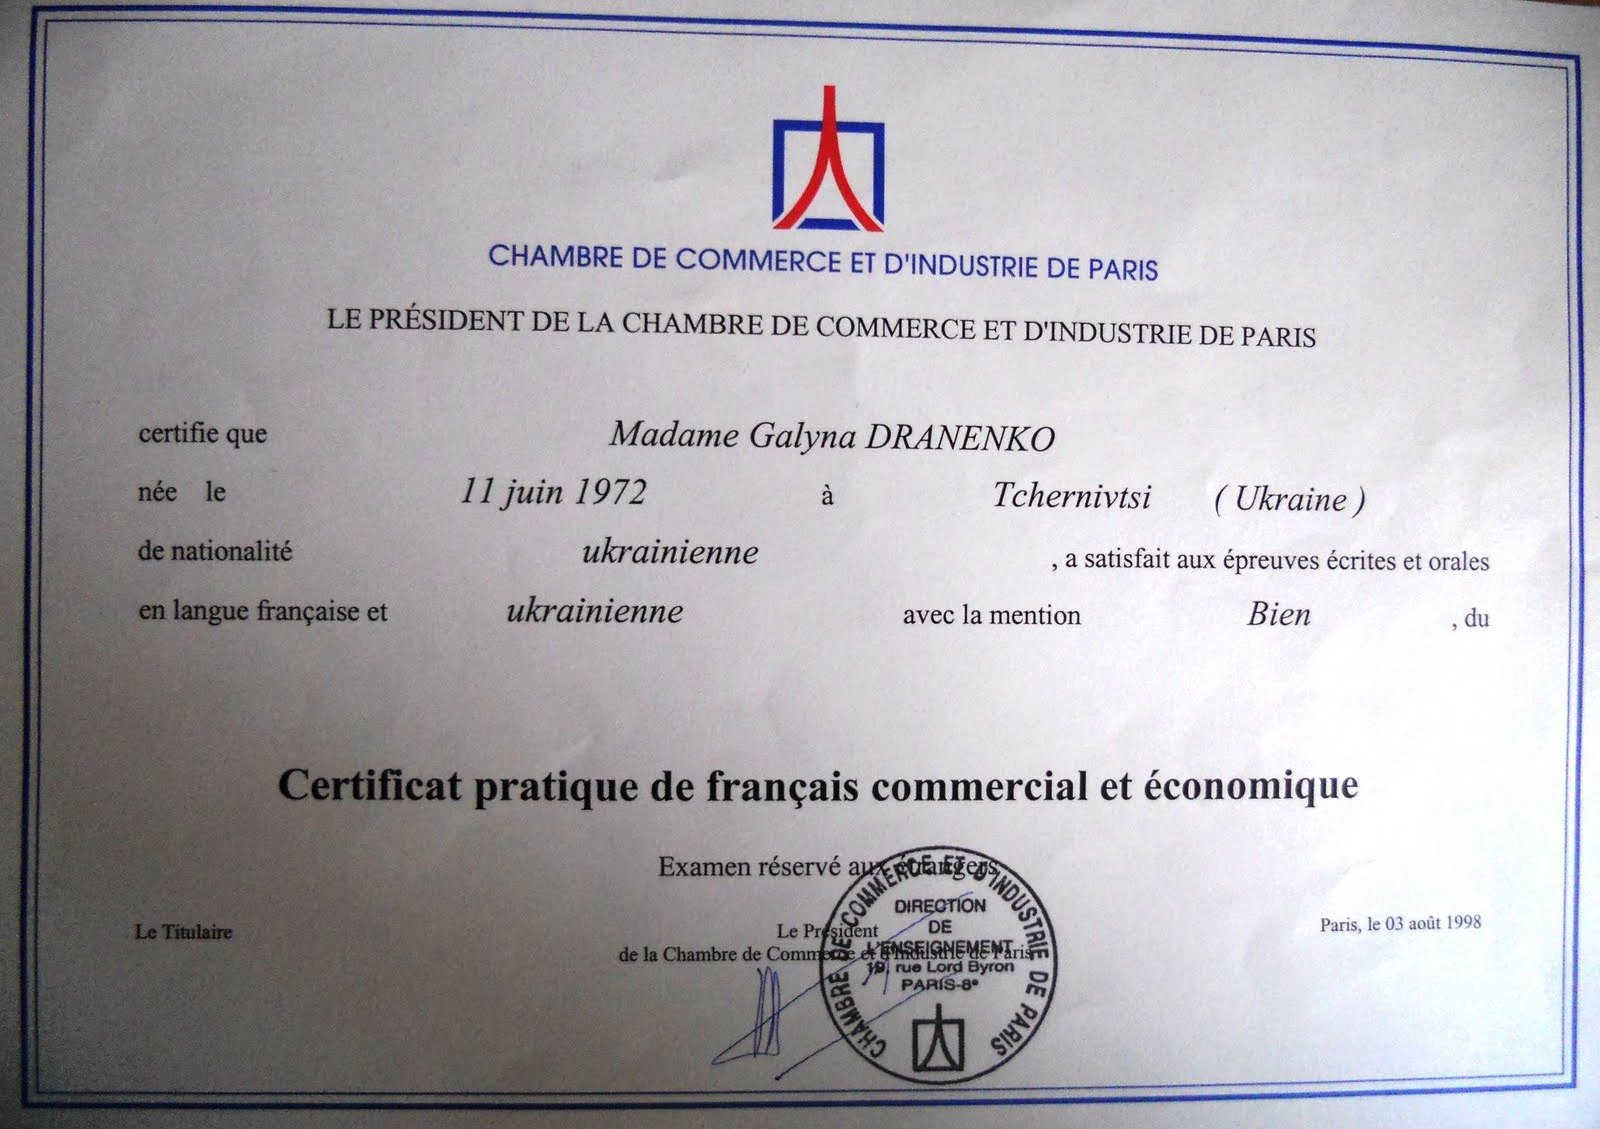 CHAMBRE DE COMMERCE ET D'INDUSTRIE DE PARIS
LE PRÉSIDENT DE LA CHAMBRE DE COMMERCE ET D'INDUSTRIE DE PARIS
certifie que Madame Galyna DRANENKO
née le 11 juin 1972 à Tchernivtsi ( Ukraine )
de nationalité ukrainienne , a satisfait aux épreuves écrites et orales
en langue française et ukrainienne avec la mention Bien , du
Certificat pratique de français commercial et économique
Examen réservé aux étrangers
Le Titulaire
Le Président
de la Chambre de Commerce et d'Industrie de Paris
Paris, le 03 août 1998
CHAMBRE DE COMMERCE ET D'INDUSTRIE DE PARIS
DIRECTION
DE
L'ENSEIGNEMENT
19, rue Lord Byron
PARIS-8e